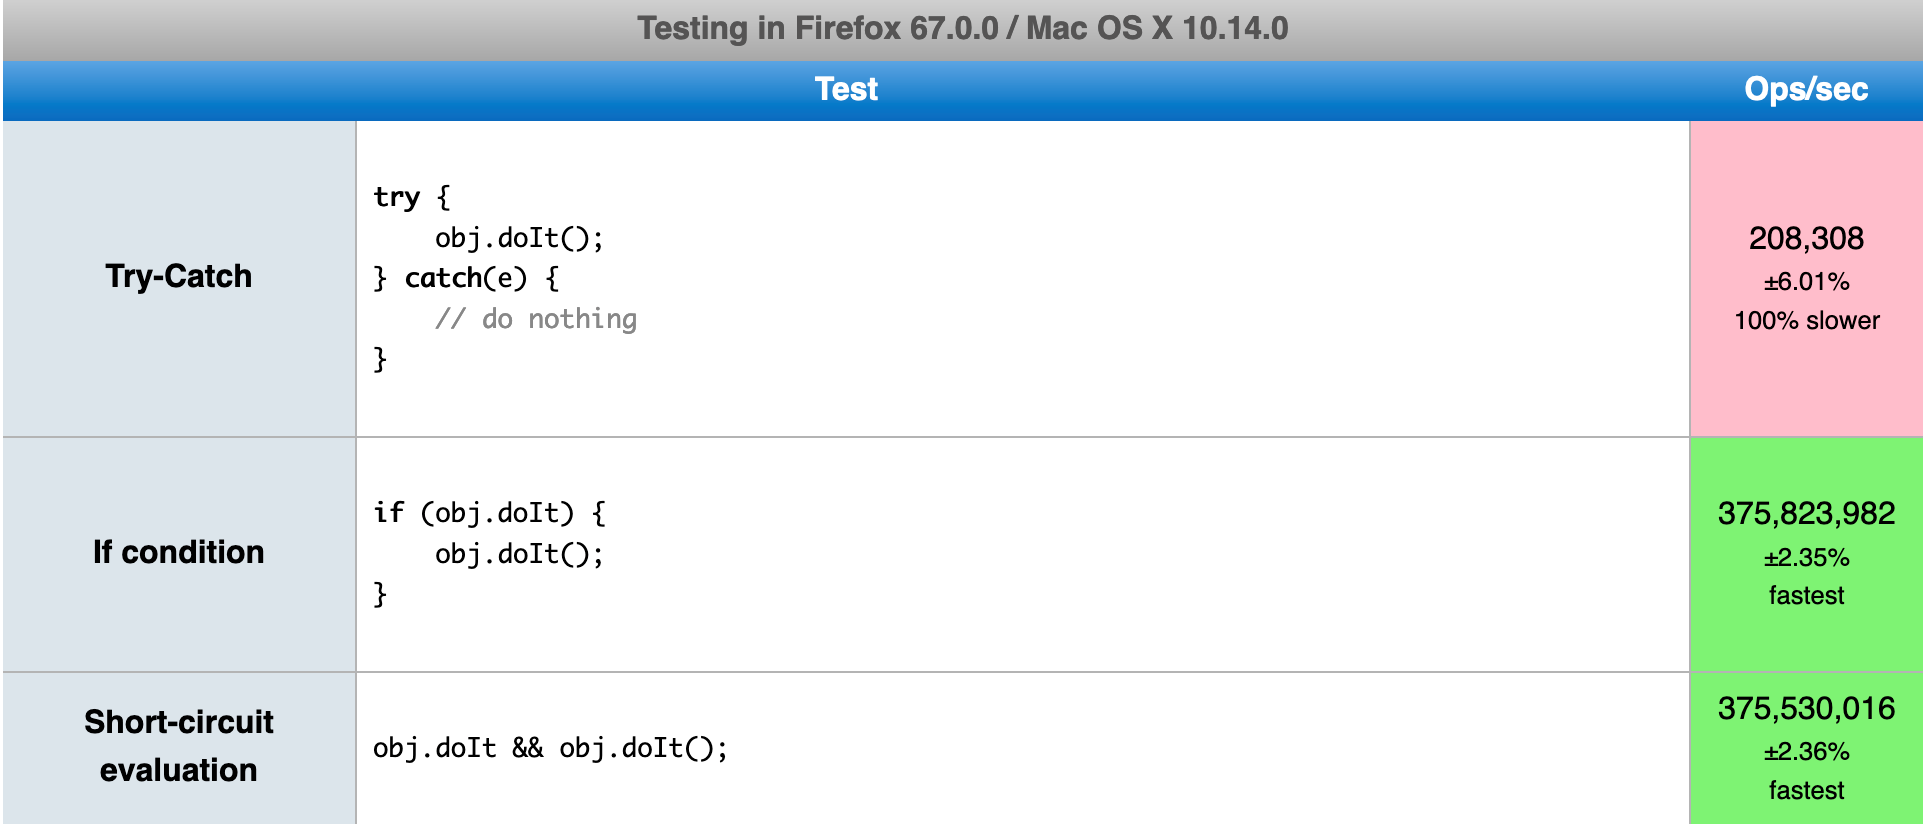 Testing in Firefox 67.0.0 / Mac OS X 10.14.0
Test
Ops/sec
Try-Catch
try {
    obj.doIt();
} catch(e) {
    // do nothing
}
208,308
±6.01%
100% slower
If condition
if (obj.doIt) {
    obj.doIt();
}
375,823,982
±2.35%
fastest
Short-circuit
evaluation
obj.doIt && obj.doIt();
375,530,016
±2.36%
fastest